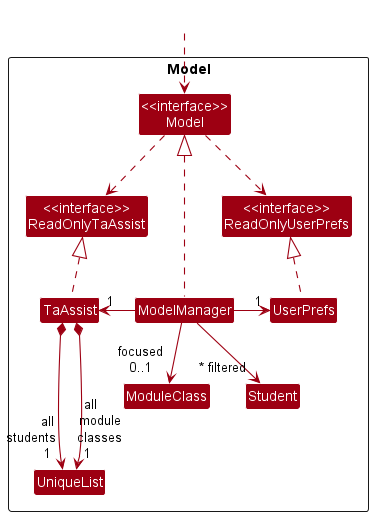 Model
<<interface>>
Model
<<interface>>
ReadOnlyTaAssist
<<interface>>
ReadOnlyUserPrefs
TaAssist
1
ModelManager
1
UserPrefs
focused
0..1
* filtered
ModuleClass
Student
all
students
1
all
module
classes
1
UniqueList